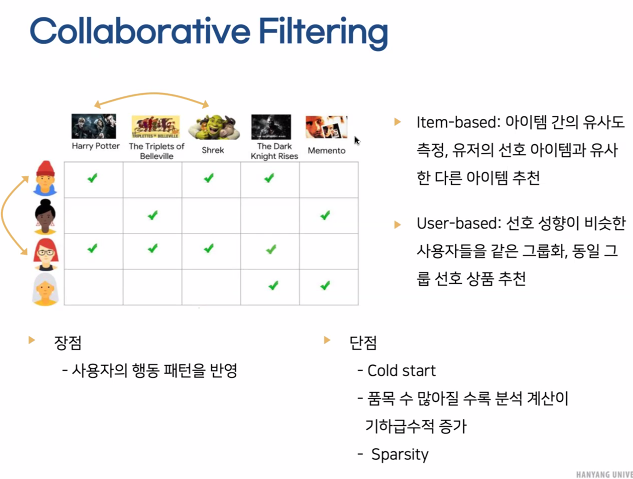 Collaborative Filtering
Harry Potter
The Triplets of
Belleville
Shrek
The Dark
Knight Rises
Memento
Item-based: 아이템 간의 유사도
측정, 유저의 선호 아이템과 유사
한 다른 아이템 추천
User-based: 선호 성향이 비슷한
사용자들을 같은 그룹화, 동일 그
룹 선호 상품 추천
장점
- 사용자의 행동 패턴을 반영
단점
- Cold start
- 품목 수 많아질 수록 분석 계산이
기하급수적 증가
- Sparsity
HANYANG UNIVE